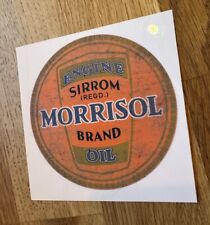 ENGINE
SIRROM
(REGD.)
MORRISOL
BRAND
OIL